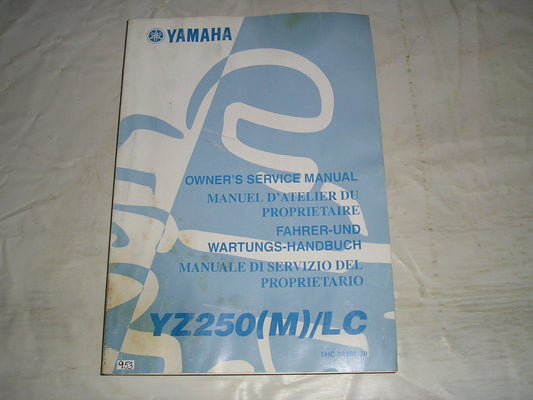 YAMAHA
OWNER'S SERVICE MANUAL
MANUEL D'ATELIER DU
PROPRIETAIRE
FAHRER-UND
WARTUNGS-HANDBUCH
MANUALE DI SERVIZIO DEL
PROPRIETARIO
YZ250(M)/LC
953